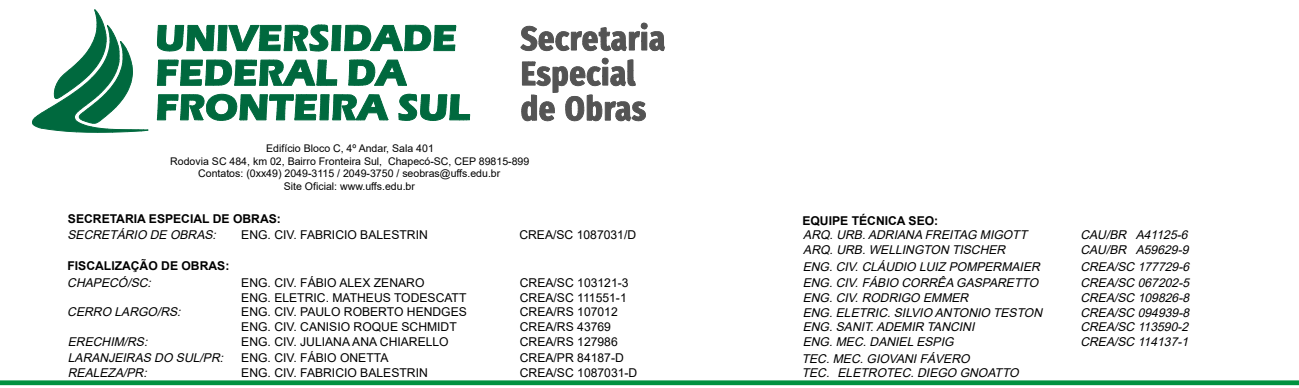 UNIVERSIDADE
FEDERAL DA
FRONTEIRA SUL
Secretaria
Especial
de Obras
Edifício Bloco C, 4º Andar, Sala 401
Rodovia SC 484, km 02, Bairro Fronteira Sul, Chapecó-SC, CEP 89815-899
Contatos: (0xx49) 2049-3115 / 2049-3750 / seobras@uffs.edu.br
Site Oficial: www.uffs.edu.br
SECRETARIA ESPECIAL DE OBRAS:
SECRETÁRIO DE OBRAS: ENG. CIV. FABRICIO BALESTRIN CREA/SC 1087031/D
FISCALIZAÇÃO DE OBRAS:
CHAPECÓ/SC: ENG. CIV. FÁBIO ALEX ZENARO CREA/SC 103121-3
ENG. ELETRIC. MATHEUS TODESCATT CREA/SC 111551-1
CERRO LARGO/RS: ENG. CIV. PAULO ROBERTO HENDGES CREA/RS 107012
ENG. CIV. CANISIO ROQUE SCHMIDT CREA/RS 43769
ERECHIM/RS: ENG. CIV. JULIANA ANA CHIARELLO CREA/RS 127986
LARANJEIRAS DO SUL/PR: ENG. CIV. FÁBIO ONETTA CREA/PR 84187-D
REALEZA/PR: ENG. CIV. FABRICIO BALESTRIN CREA/SC 1087031-D
EQUIPE TÉCNICA SEO:
ARQ. URB. ADRIANA FREITAG MIGOTT CAU/BR A41125-6
ARQ. URB. WELLINGTON TISCHER CAU/BR A59629-9
ENG. CIV. CLÁUDIO LUIZ POMPERMAIER CREA/SC 177729-6
ENG. CIV. FÁBIO CORRÊA GASPARETTO CREA/SC 067202-5
ENG. CIV. RODRIGO EMMER CREA/SC 109826-8
ENG. ELETRIC. SILVIO ANTONIO TESTON CREA/SC 094939-8
ENG. SANIT. ADEMIR TANCINI CREA/SC 113590-2
ENG. MEC. DANIEL ESPIG CREA/SC 114137-1
TEC. MEC. GIOVANI FÁVERO
TEC. ELETROTEC. DIEGO GNOATTO